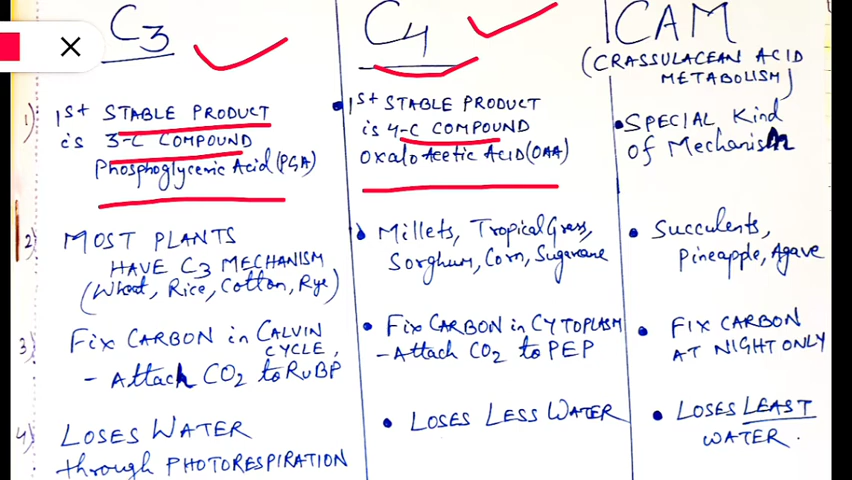 C3
1) 1st STABLE PRODUCT
is 3-C COMPOUND
Phosphoglyceric Acid (PGA)
2) MOST PLANTS
HAVE C3 MECHANISM
(Wheat, Rice, Cotton, Rye)
3) Fix CARBON in CALVIN
CYCLE,
- Attach CO2 to RuBP
4) LOSES WATER
through PHOTORESPIRATION
C4
• 1st STABLE PRODUCT
is 4-C COMPOUND
Oxalo Acetic Acid (OAA)
• Millets, Tropical Grass,
Sorghum, Corn, Sugarcane
• Fix CARBON in CYTOPLASM
- Attach CO2 to PEP
• LOSES LESS WATER
CAM
(CRASSULACEAN ACID
METABOLISM)
• SPECIAL Kind
of Mechanism
• Succulents,
Pineapple, Agave
• FIX CARBON
AT NIGHT ONLY
• LOSES LEAST
WATER.